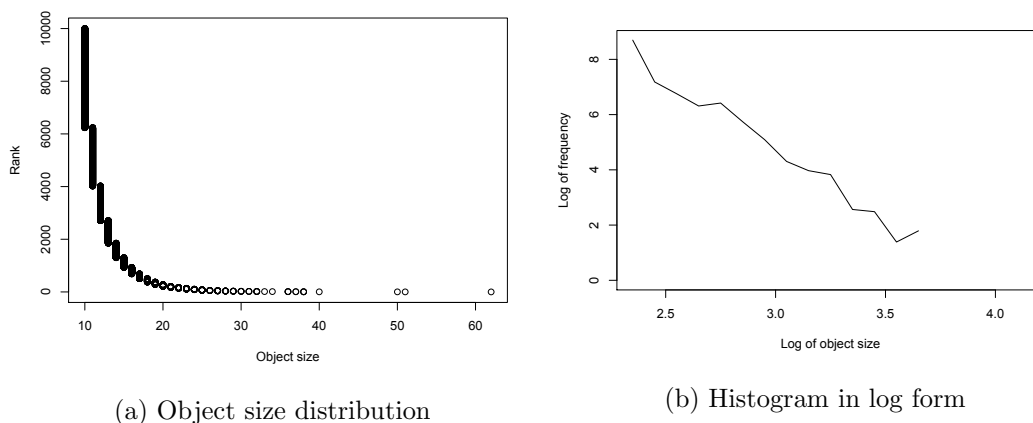 10000
8000
6000
4000
2000
0
Rank
10 20 30 40 50 60
Object size
(a) Object size distribution
8
6
4
2
0
Log of frequency
2.5 3.0 3.5 4.0
Log of object size
(b) Histogram in log form